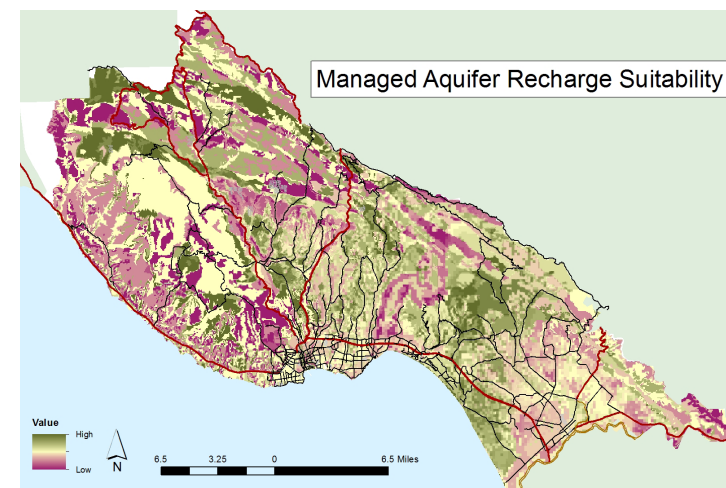 Managed Aquifer Recharge Suitability
Value
High
Low
N
6.5 3.25 0 6.5 Miles